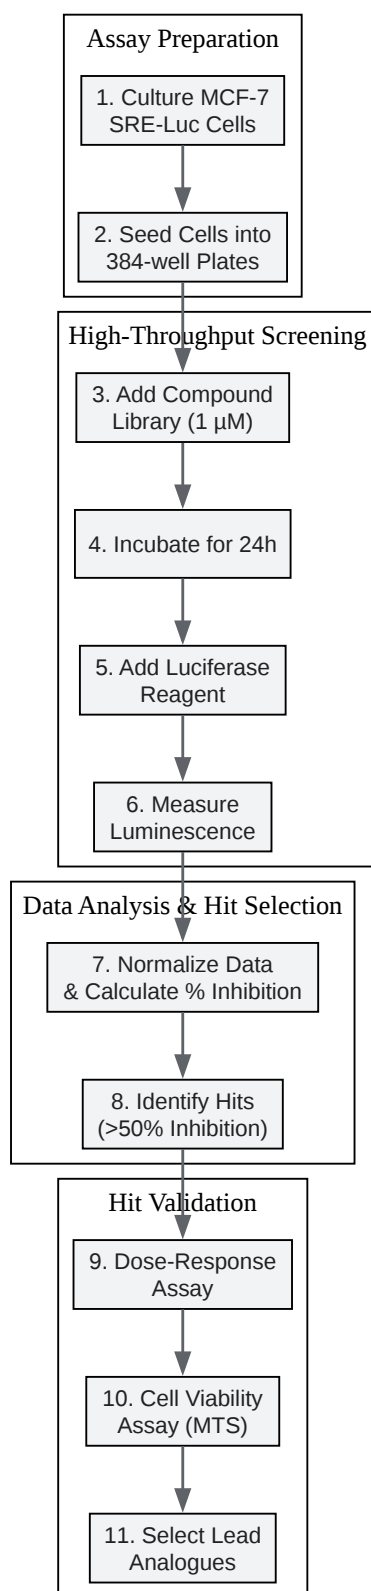 Assay Preparation
1. Culture MCF-7
SRE-Luc Cells
2. Seed Cells into
384-well Plates
High-Throughput Screening
3. Add Compound
Library (1 µM)
4. Incubate for 24h
5. Add Luciferase
Reagent
6. Measure
Luminescence
Data Analysis & Hit Selection
7. Normalize Data
& Calculate % Inhibition
8. Identify Hits
(>50% Inhibition)
Hit Validation
9. Dose-Response
Assay
10. Cell Viability
Assay (MTS)
11. Select Lead
Analogues